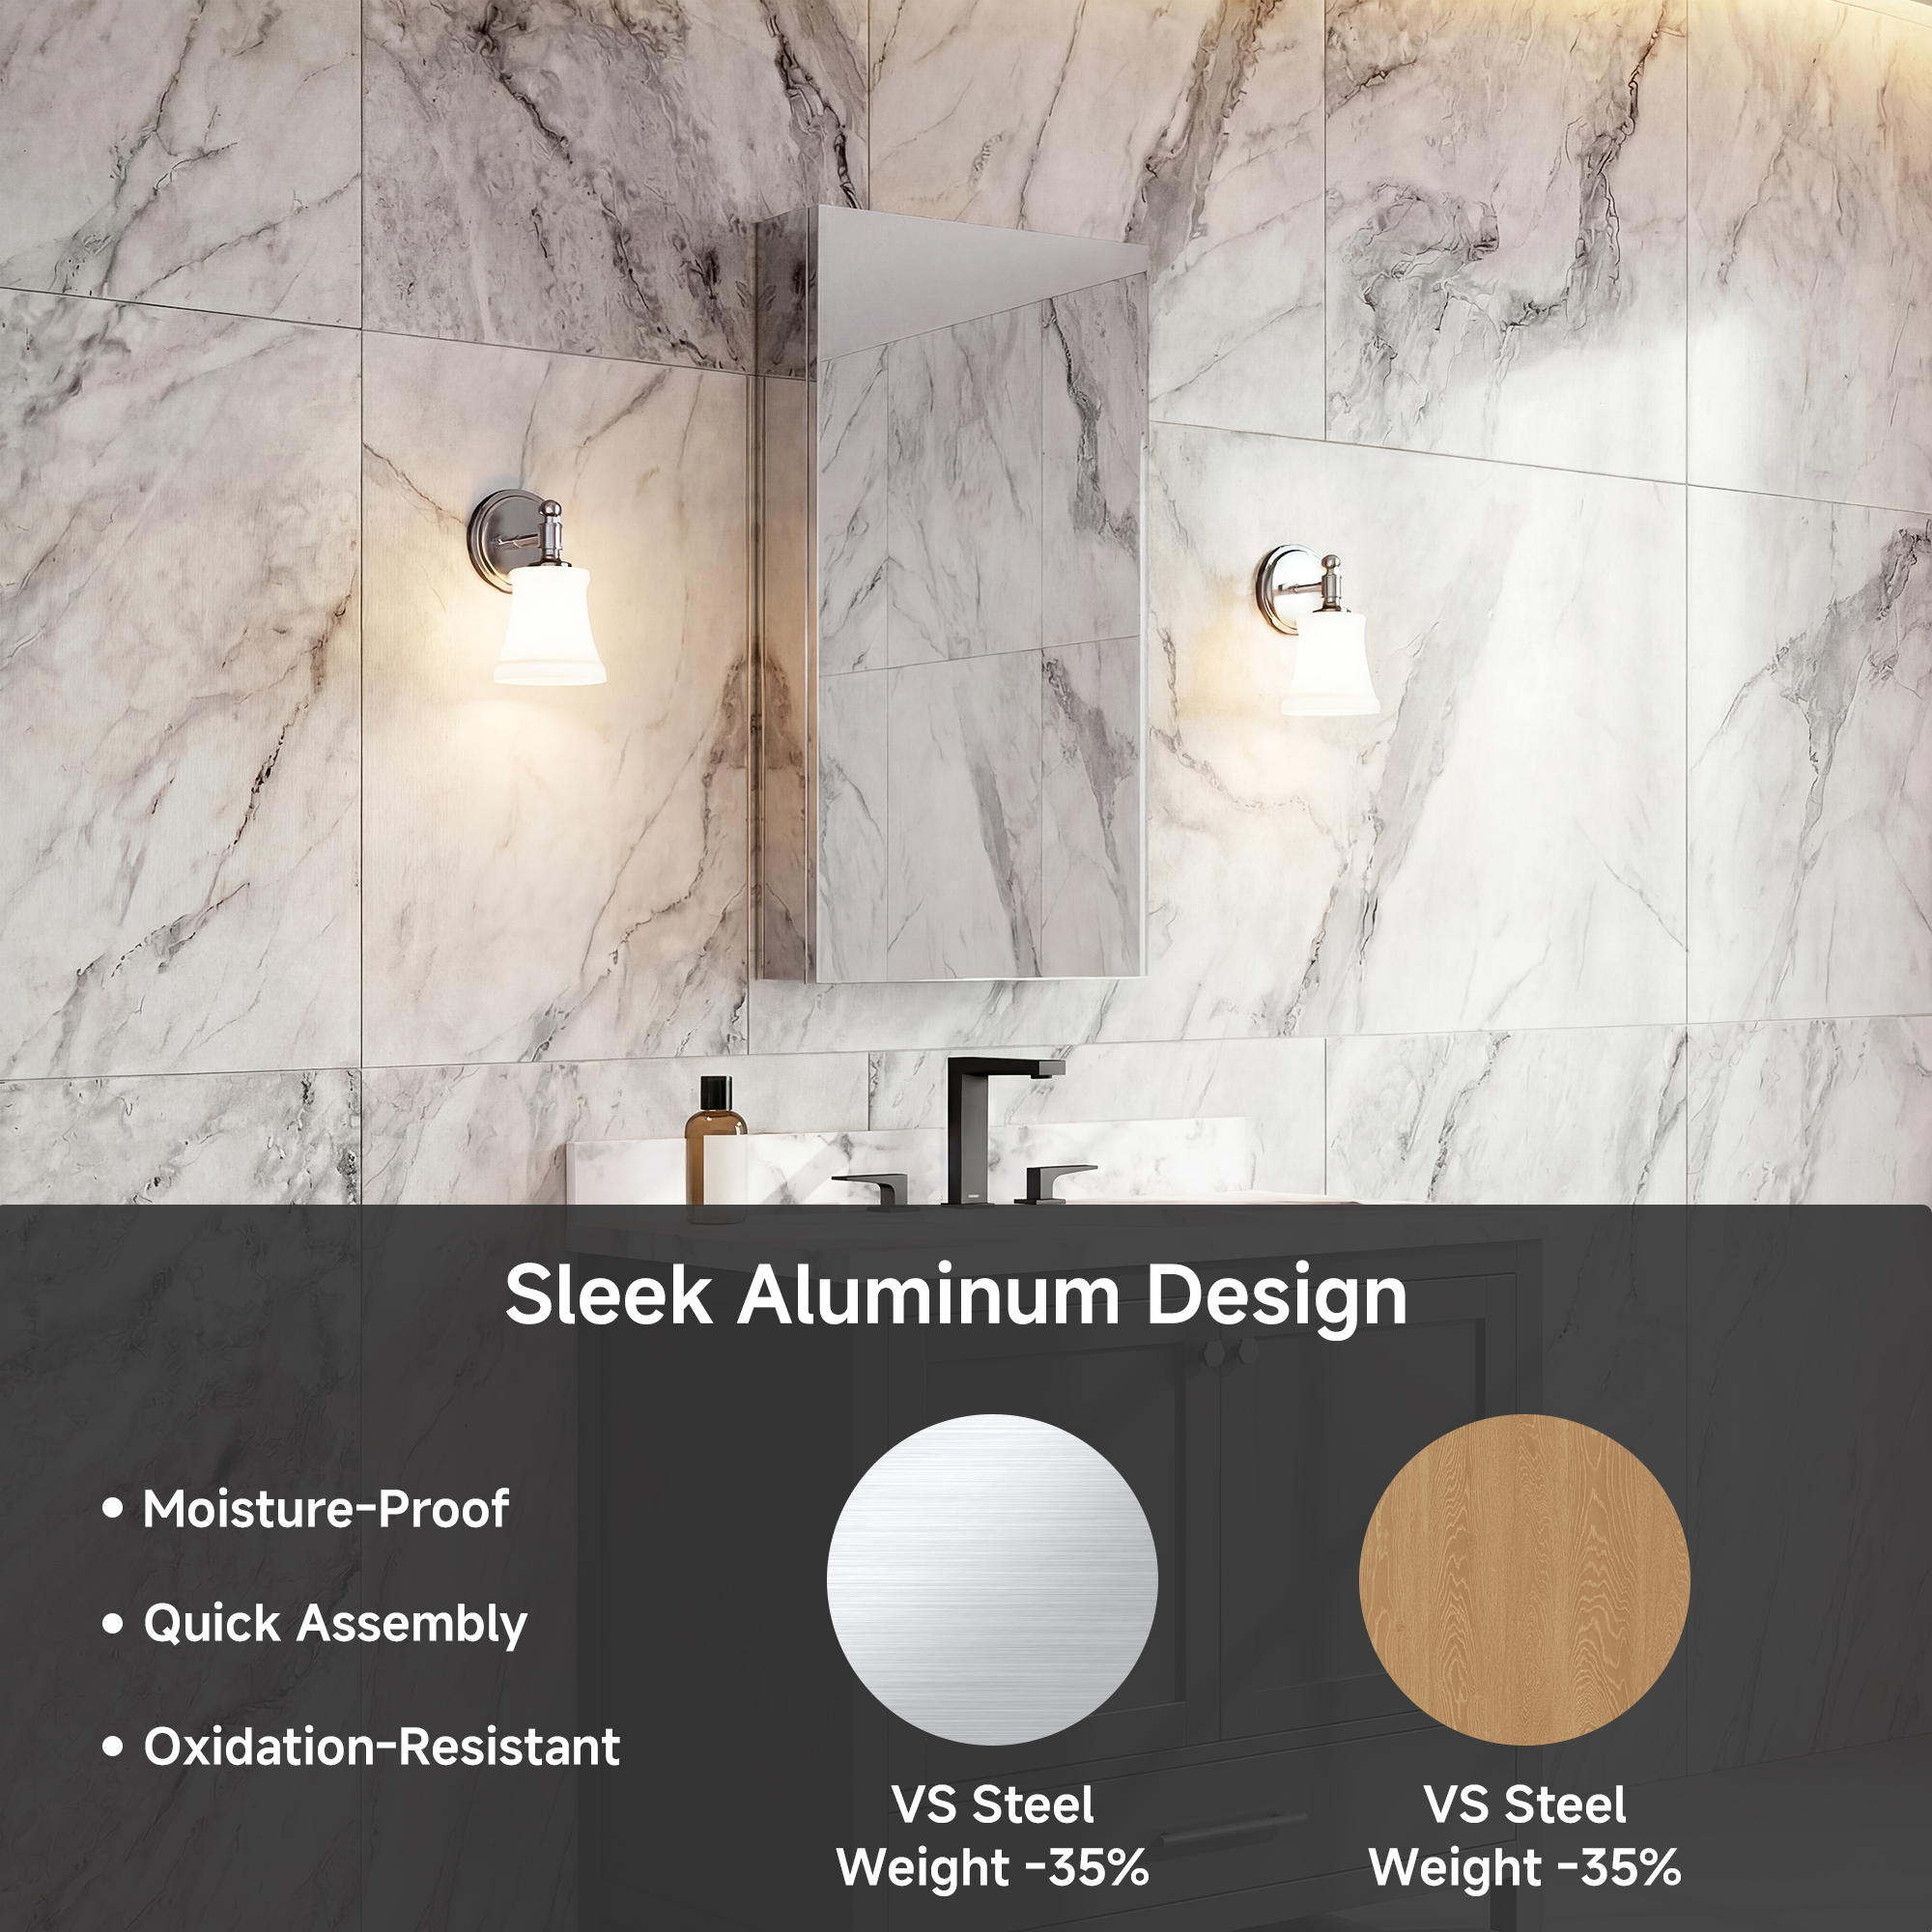 Sleek Aluminum Design
• Moisture-Proof
• Quick Assembly
• Oxidation-Resistant
VS Steel
Weight -35%
VS Steel
Weight -35%